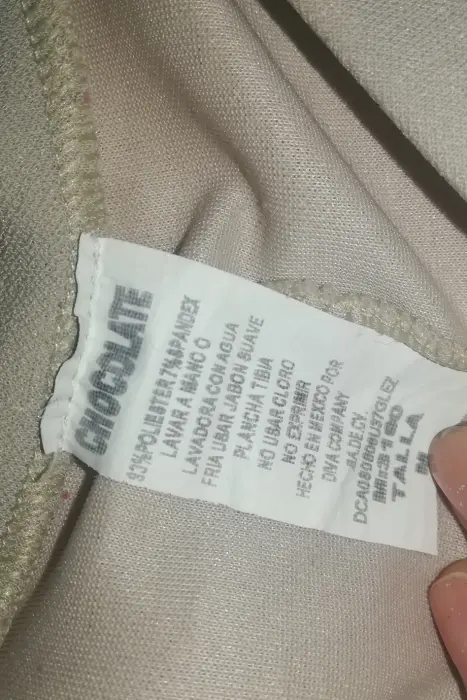 CHOCOLATE
93%POLIESTER 7%SPANDEX
LAVAR A MANO O
LAVADORA CON AGUA
FRIA USAR JABON SUAVE
PLANCHA TIBIA
NO USAR CLORO
NO EXPRIMIR
HECHO EN MEXICO POR
DIVA COMPANY
S.A.DE.CV.
TALLA
M